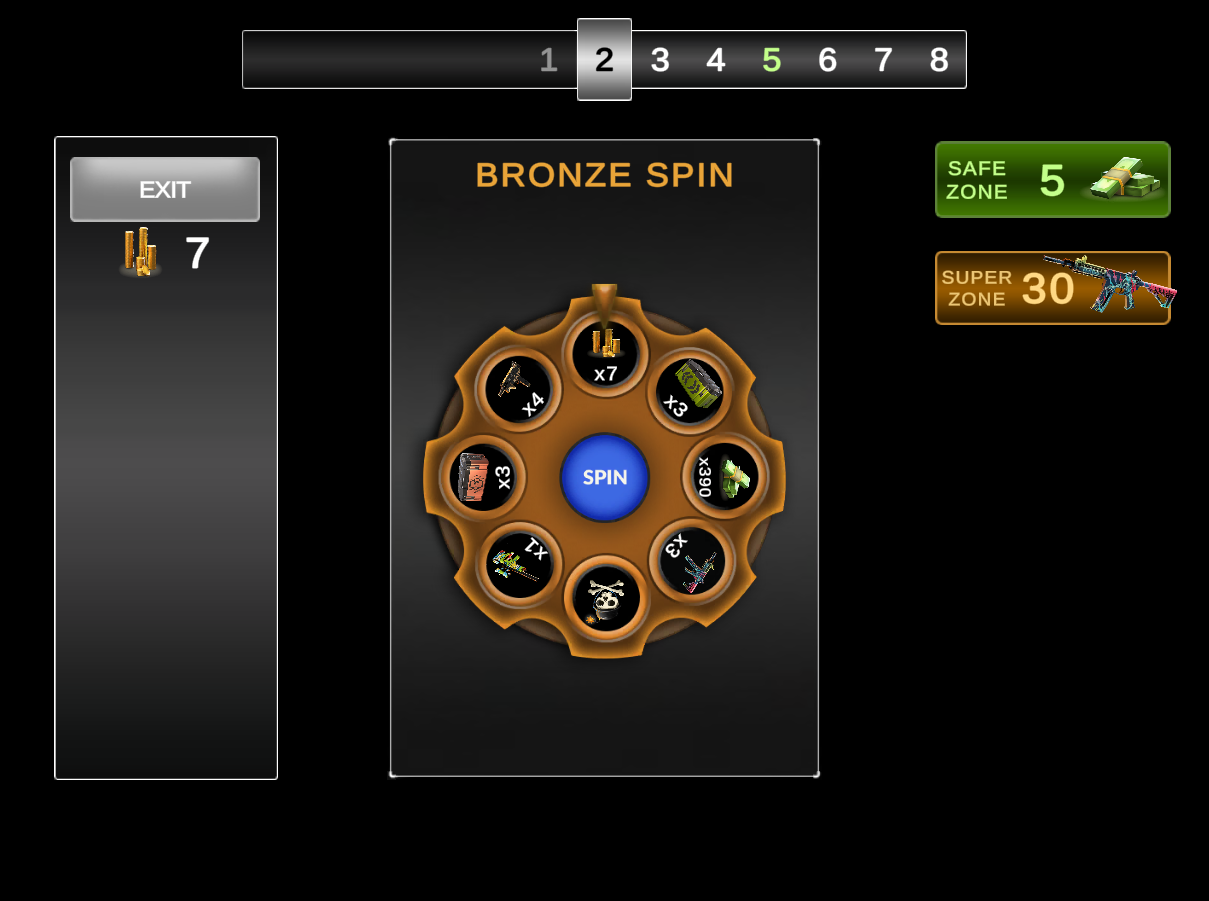 1 2 3 4 5 6 7 8
EXIT
7
BRONZE SPIN
x7
x3
x390
x3
x1
x3
x4
SPIN
SAFE
ZONE
5
SUPER
ZONE
30